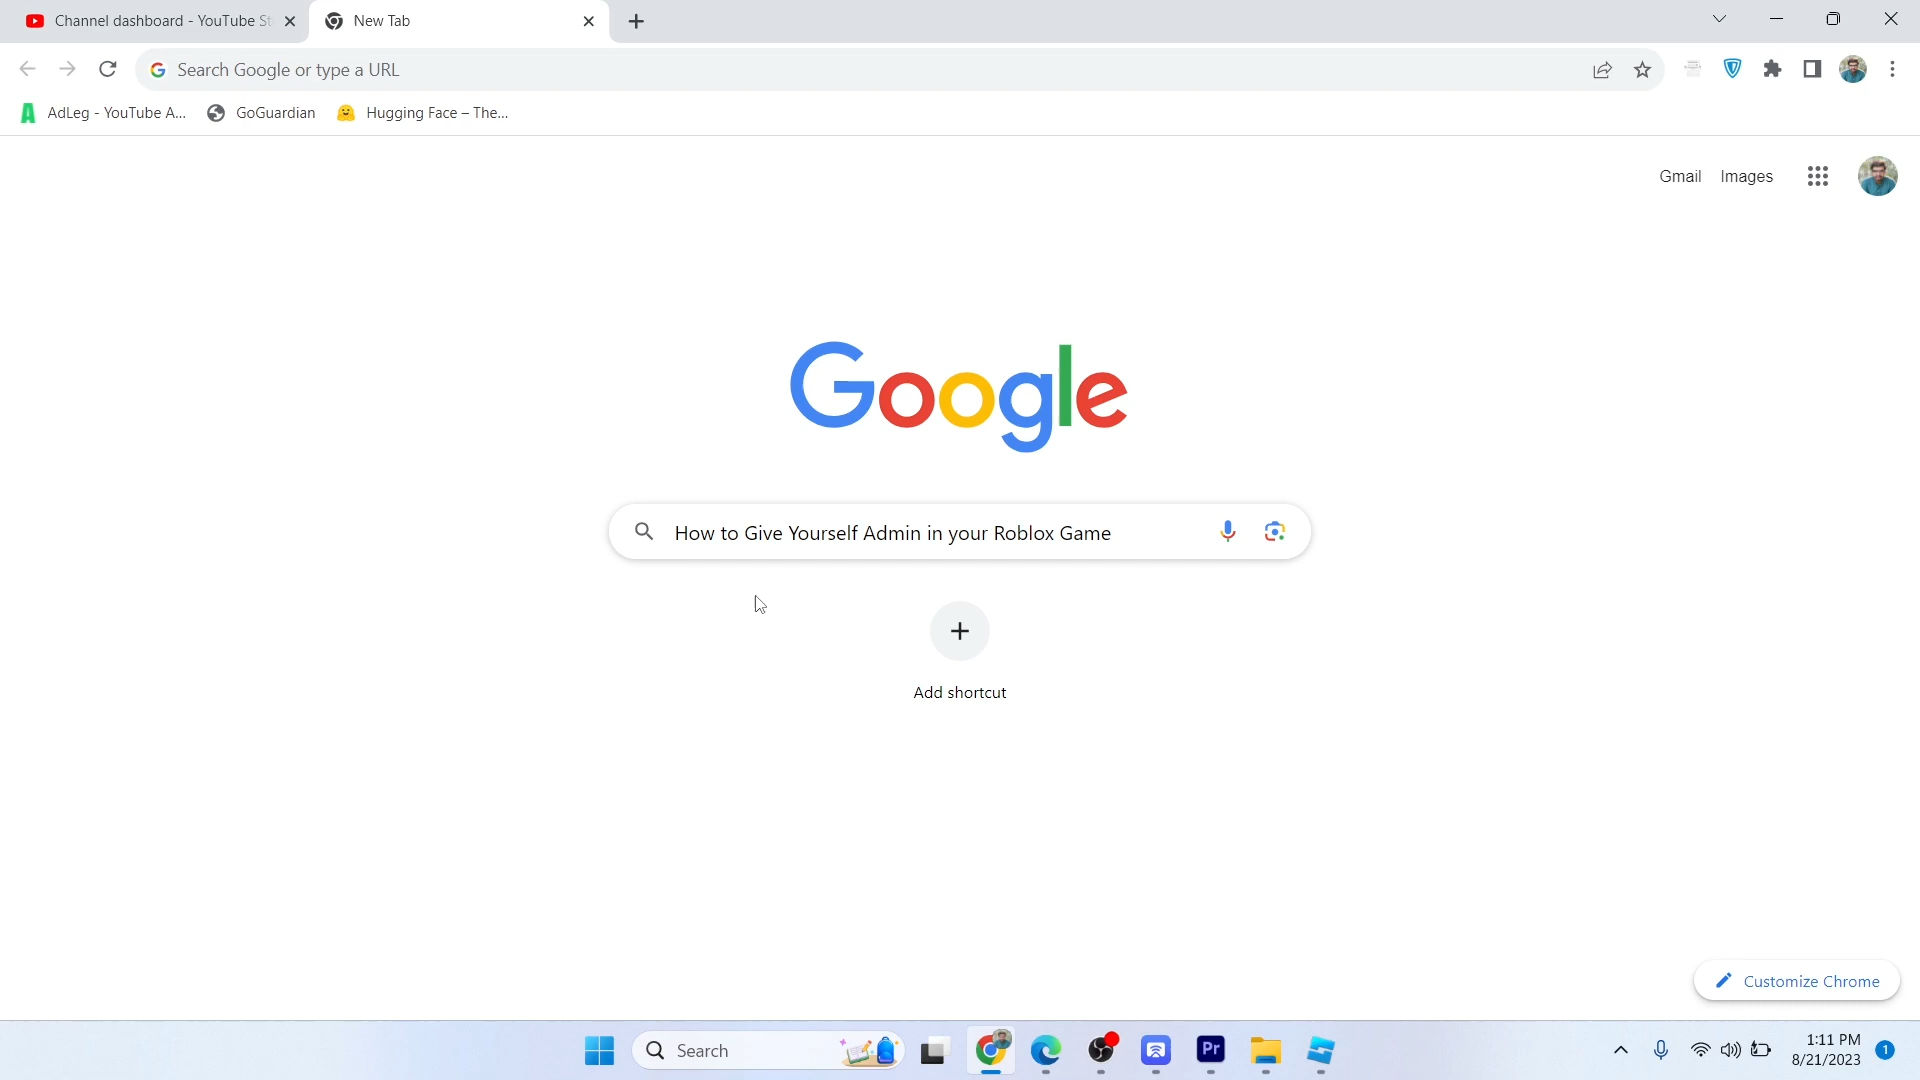 Channel dashboard - YouTube St
New Tab
Search Google or type a URL
AdLeg - YouTube A...
GoGuardian
Hugging Face – The...
Gmail
Images
Google
How to Give Yourself Admin in your Roblox Game
Add shortcut
Customize Chrome
Search
Pr
1:11 PM
8/21/2023
1